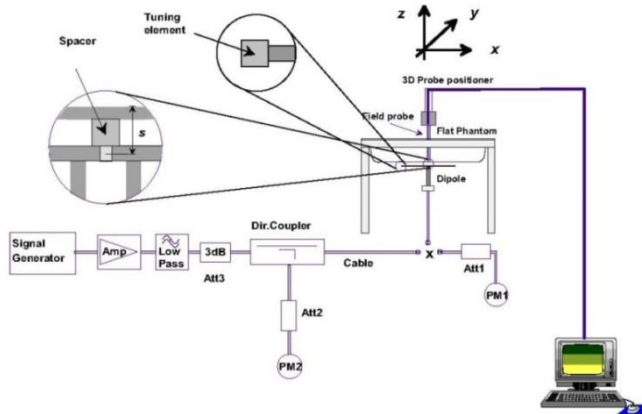 Tuning
element
Spacer
s
z
y
x
3D Probe positioner
Field probe
Flat Phantom
Dipole
Signal
Generator
Amp
Low
Pass
3dB
Att3
Dir.Coupler
Cable
x
Att1
PM1
Att2
PM2